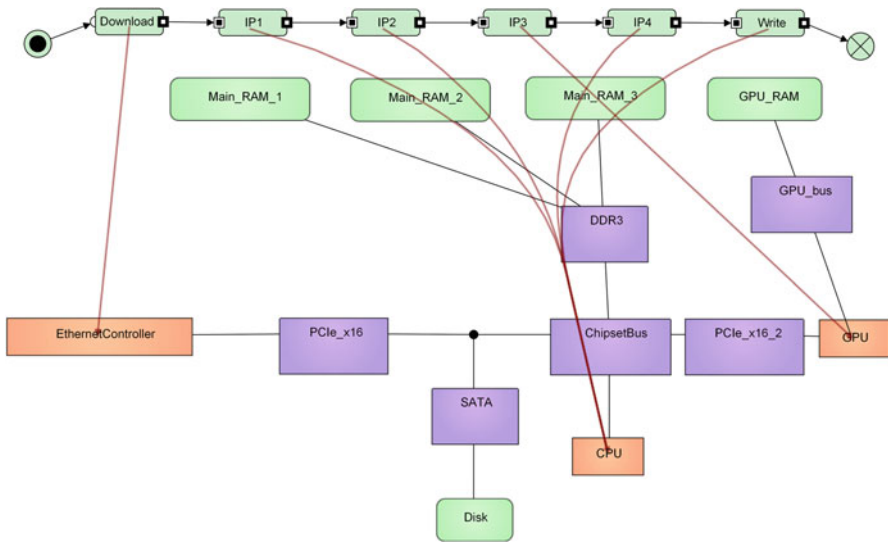 Download IP1 IP2 IP3 IP4 Write
Main_RAM_1 Main_RAM_2 Main_RAM_3 GPU_RAM
GPU_bus
DDR3
EthernetController PCIe_x16 ChipsetBus PCIe_x16_2 GPU
SATA
CPU
Disk